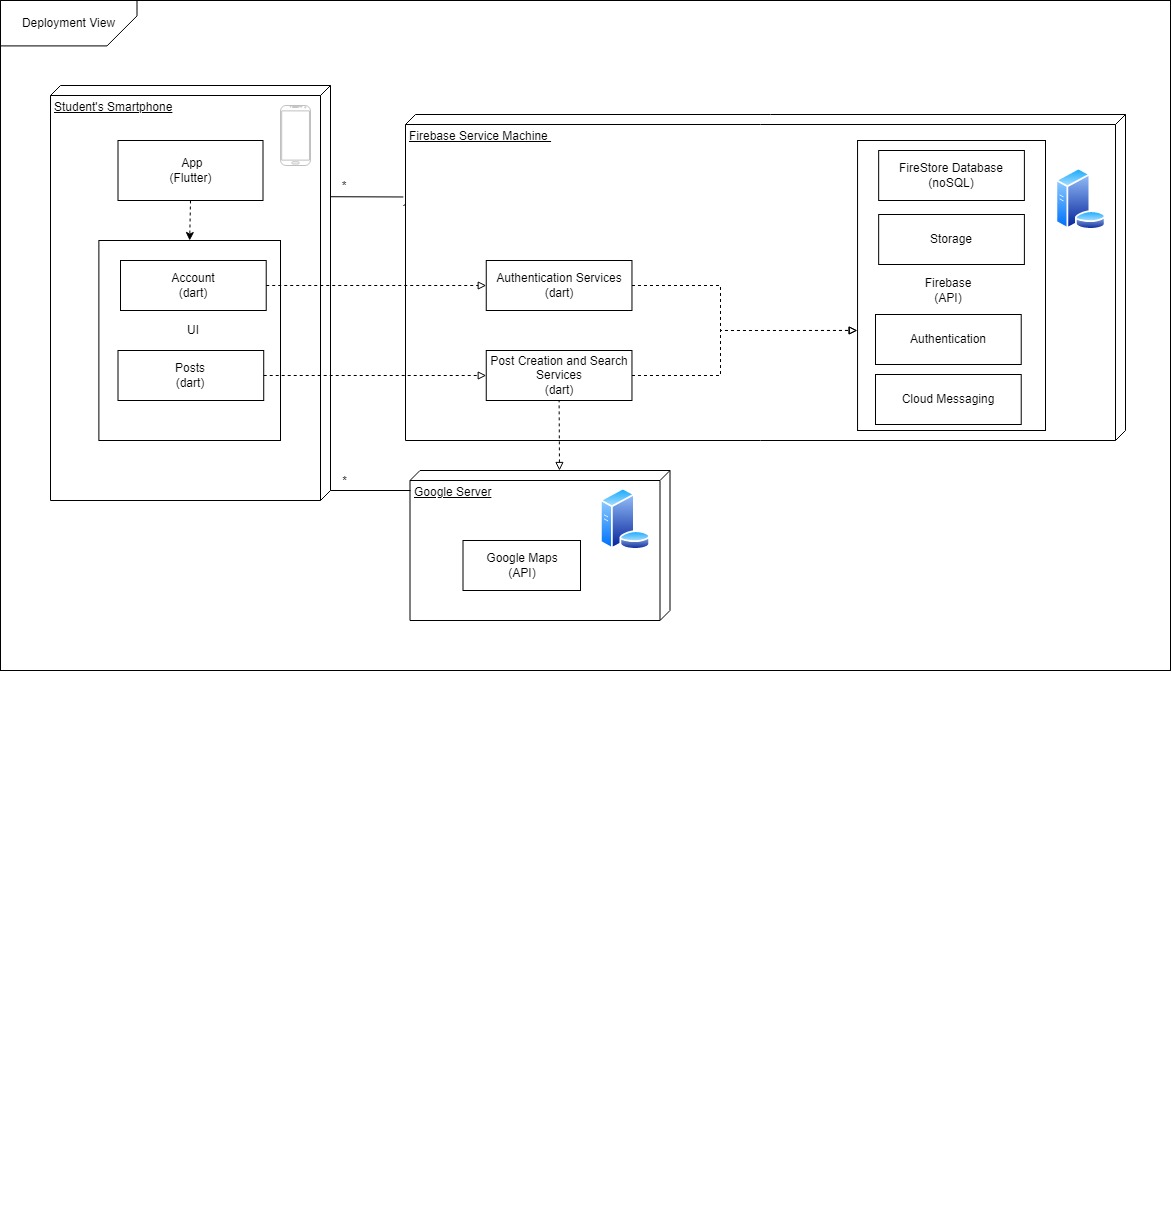 Deployment View
Student's Smartphone
App
(Flutter)
Account
(dart)
UI
Posts
(dart)
*
*
Firebase Service Machine
Authentication Services
(dart)
Post Creation and Search
Services
(dart)
FireStore Database
(noSQL)
Storage
Firebase
(API)
Authentication
Cloud Messaging
Google Server
Google Maps
(API)